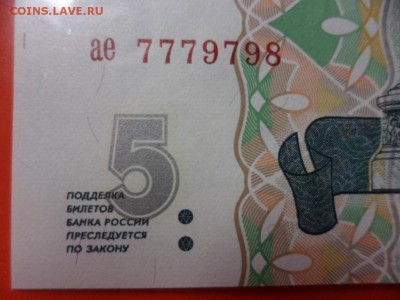 COINS.LAVE.RU
ае 7779798
5
ПОДДЕЛКА
БИЛЕТОВ
БАНКА РОССИИ
ПРЕСЛЕДУЕТСЯ
ПО ЗАКОНУ